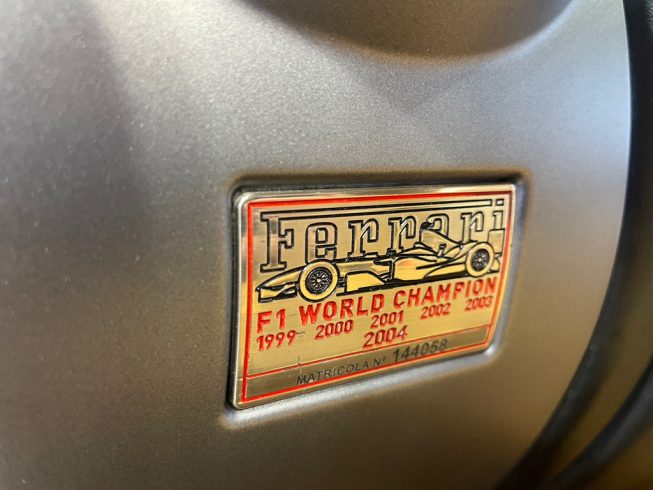 Ferrari
F1 WORLD CHAMPION
1999 2000 2001 2002 2003
2004
MATRICOLA N° 144058